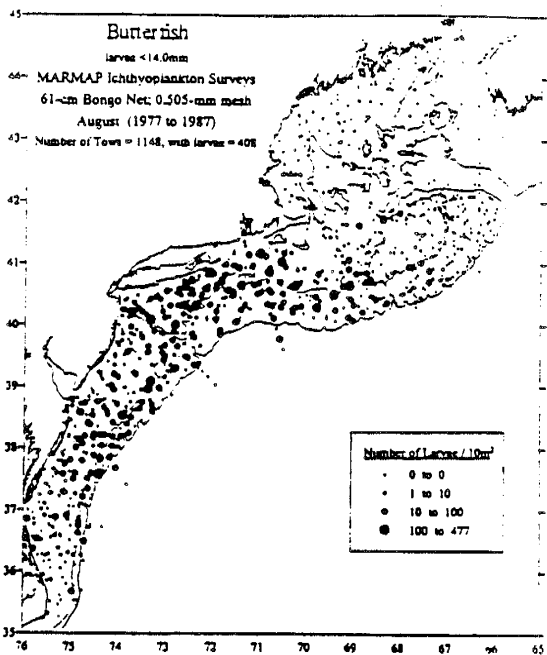 Butterfish
larvae <14.0mm
MARMAP Ichthyoplankton Surveys
61-cm Bongo Net; 0.505-mm mesh
August (1977 to 1987)
Number of Tows = 1148, with larvae = 408
45
44
43
42
41
40
39
38
37
36
35
Number of Larvae / 10m²
0 to 0
1 to 10
10 to 100
100 to 477
76 75 74 73 72 71 70 69 68 67 66 65